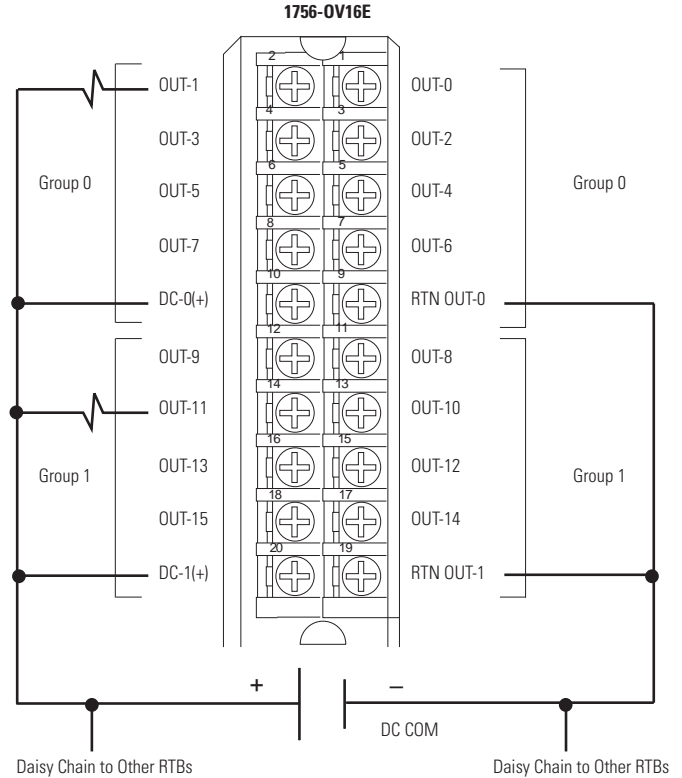 1756-OV16E
2 1
OUT-1 OUT-0
4 3
OUT-3 OUT-2
6 5
Group 0 OUT-5 OUT-4 Group 0
8 7
OUT-7 OUT-6
10 9
DC-0(+) RTN OUT-0
12 11
OUT-9 OUT-8
14 13
OUT-11 OUT-10
16 15
Group 1 OUT-13 OUT-12 Group 1
18 17
OUT-15 OUT-14
20 19
DC-1(+) RTN OUT-1
+ –
DC COM
Daisy Chain to Other RTBs Daisy Chain to Other RTBs